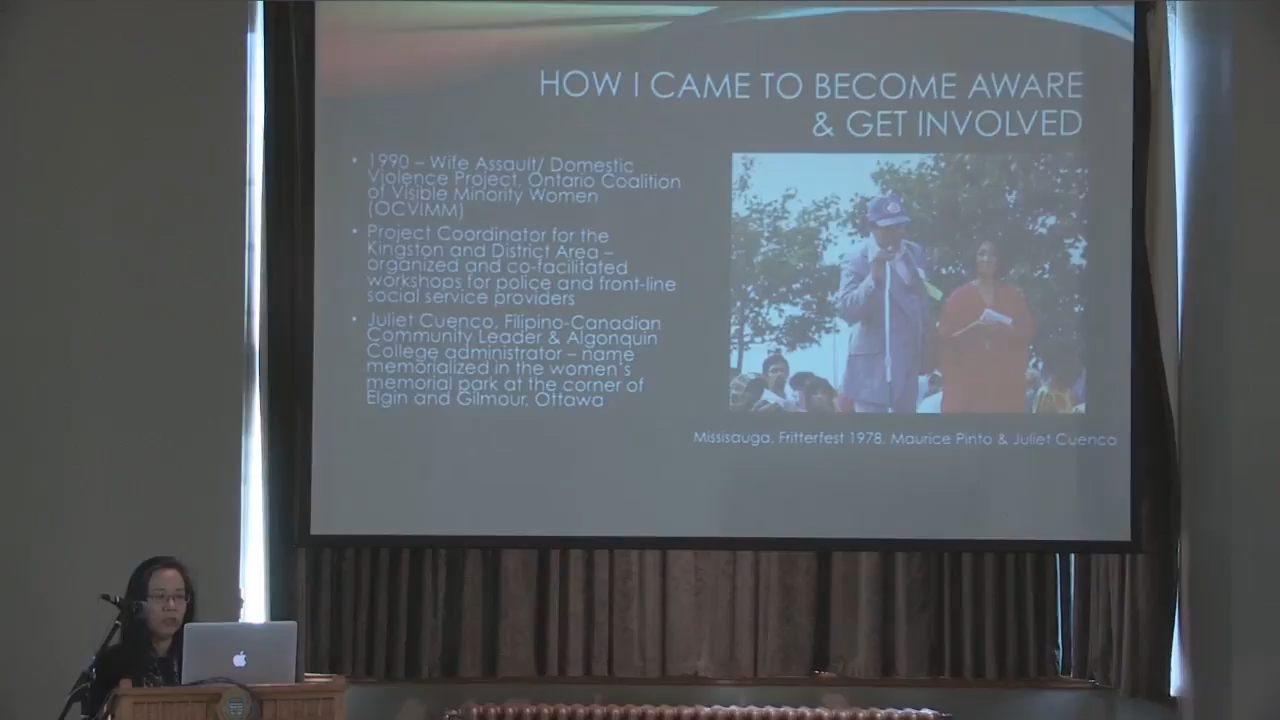 HOW I CAME TO BECOME AWARE
& GET INVOLVED
• 1990 – Wife Assault/ Domestic
Violence Project, Ontario Coalition
of Visible Minority Women
(OCVIMM)
• Project Coordinator for the
Kingston and District Area –
organized and co-facilitated
workshops for police and front-line
social service providers
• Juliet Cuenco, Filipino-Canadian
Community Leader & Algonquin
College administrator – name
memorialized in the women's
memorial park at the corner of
Elgin and Gilmour, Ottawa
Missisauga, Fritterfest 1978. Maurice Pinto & Juliet Cuenco